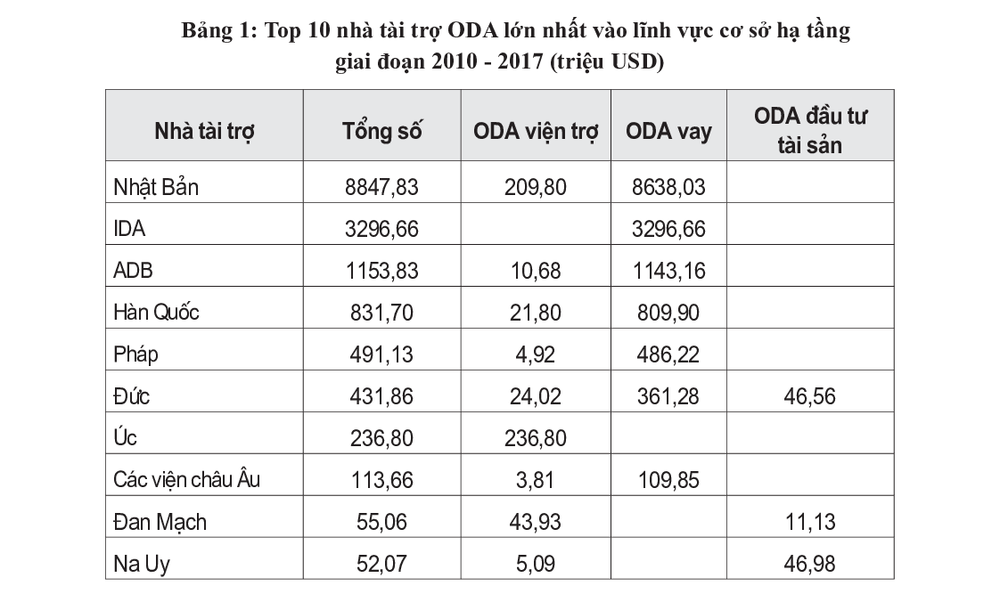 Bảng 1: Top 10 nhà tài trợ ODA lớn nhất vào lĩnh vực cơ sở hạ tầng
giai đoạn 2010 - 2017 (triệu USD)
Nhà tài trợ Tổng số ODA viện trợ ODA vay ODA đầu tư
tài sản
Nhật Bản 8847,83 209,80 8638,03
IDA 3296,66 3296,66
ADB 1153,83 10,68 1143,16
Hàn Quốc 831,70 21,80 809,90
Pháp 491,13 4,92 486,22
Đức 431,86 24,02 361,28 46,56
Úc 236,80 236,80
Các viện châu Âu 113,66 3,81 109,85
Đan Mạch 55,06 43,93 11,13
Na Uy 52,07 5,09 46,98